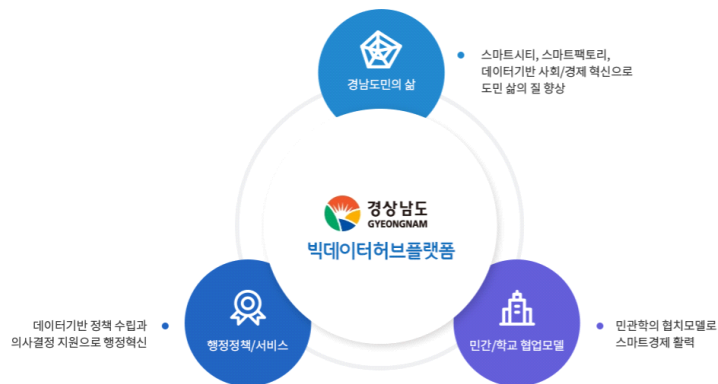 경남도민의 삶
스마트시티, 스마트팩토리,
데이터기반 사회/경제 혁신으로
도민 삶의 질 향상
경상남도
GYEONGNAM
빅데이터허브플랫폼
데이터기반 정책 수립과
의사결정 지원으로 행정혁신
행정정책/서비스
민간/학교 협업모델
민관학의 협치모델로
스마트경제 활력